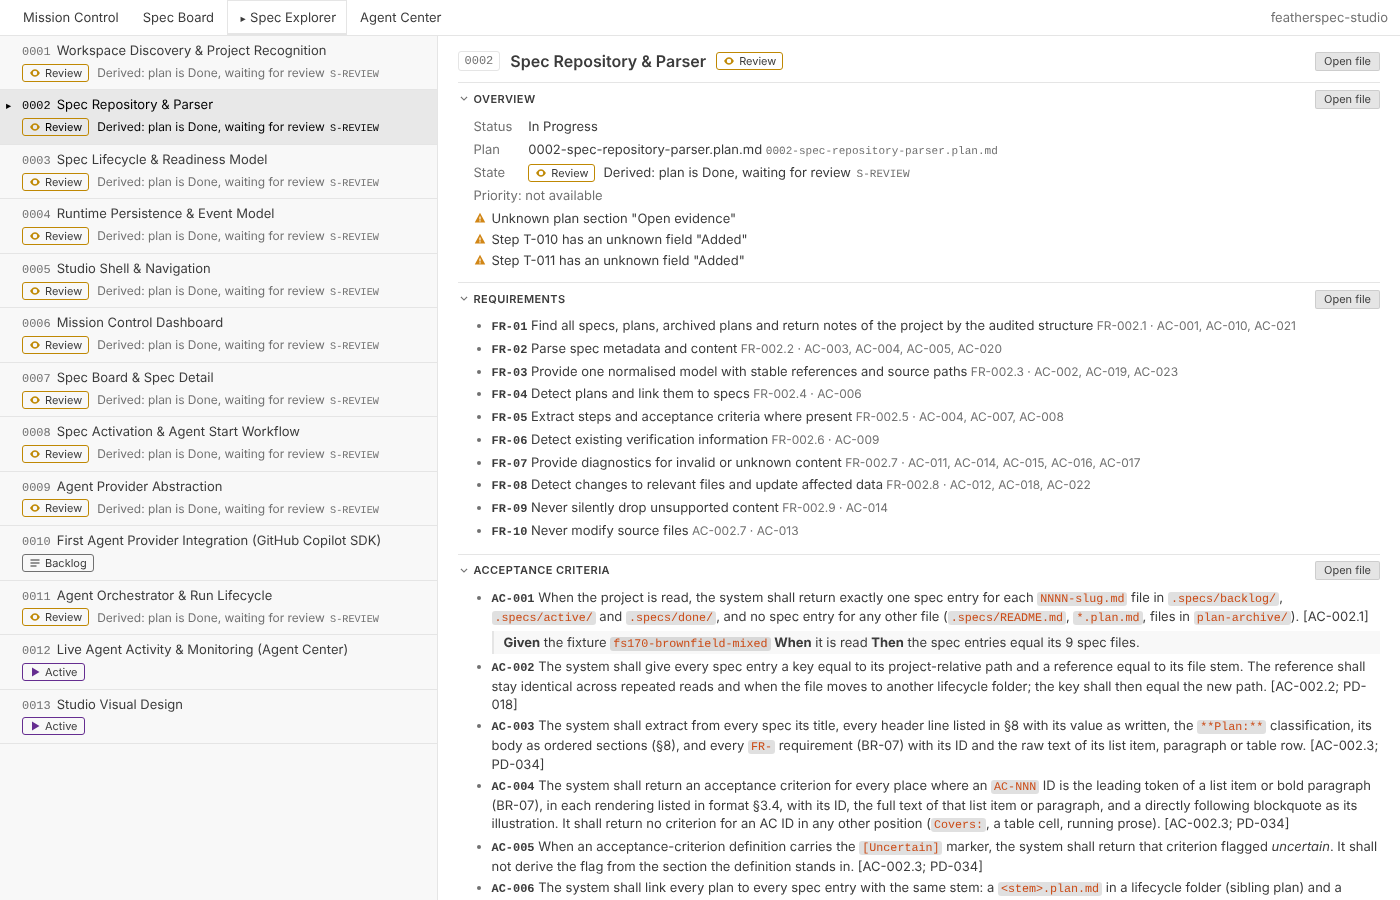 Mission Control Spec Board ▸ Spec Explorer Agent Center featherspec-studio
0001 Workspace Discovery & Project Recognition
Review Derived: plan is Done, waiting for review S-REVIEW
▸ 0002 Spec Repository & Parser
Review Derived: plan is Done, waiting for review S-REVIEW
0003 Spec Lifecycle & Readiness Model
Review Derived: plan is Done, waiting for review S-REVIEW
0004 Runtime Persistence & Event Model
Review Derived: plan is Done, waiting for review S-REVIEW
0005 Studio Shell & Navigation
Review Derived: plan is Done, waiting for review S-REVIEW
0006 Mission Control Dashboard
Review Derived: plan is Done, waiting for review S-REVIEW
0007 Spec Board & Spec Detail
Review Derived: plan is Done, waiting for review S-REVIEW
0008 Spec Activation & Agent Start Workflow
Review Derived: plan is Done, waiting for review S-REVIEW
0009 Agent Provider Abstraction
Review Derived: plan is Done, waiting for review S-REVIEW
0010 First Agent Provider Integration (GitHub Copilot SDK)
Backlog
0011 Agent Orchestrator & Run Lifecycle
Review Derived: plan is Done, waiting for review S-REVIEW
0012 Live Agent Activity & Monitoring (Agent Center)
Active
0013 Studio Visual Design
Active
0002 Spec Repository & Parser Review Open file
OVERVIEW Open file
Status In Progress
Plan 0002-spec-repository-parser.plan.md 0002-spec-repository-parser.plan.md
State Review Derived: plan is Done, waiting for review S-REVIEW
Priority: not available
Unknown plan section "Open evidence"
Step T-010 has an unknown field "Added"
Step T-011 has an unknown field "Added"
REQUIREMENTS Open file
• FR-01 Find all specs, plans, archived plans and return notes of the project by the audited structure FR-002.1 · AC-001, AC-010, AC-021
• FR-02 Parse spec metadata and content FR-002.2 · AC-003, AC-004, AC-005, AC-020
• FR-03 Provide one normalised model with stable references and source paths FR-002.3 · AC-002, AC-019, AC-023
• FR-04 Detect plans and link them to specs FR-002.4 · AC-006
• FR-05 Extract steps and acceptance criteria where present FR-002.5 · AC-004, AC-007, AC-008
• FR-06 Detect existing verification information FR-002.6 · AC-009
• FR-07 Provide diagnostics for invalid or unknown content FR-002.7 · AC-011, AC-014, AC-015, AC-016, AC-017
• FR-08 Detect changes to relevant files and update affected data FR-002.8 · AC-012, AC-018, AC-022
• FR-09 Never silently drop unsupported content FR-002.9 · AC-014
• FR-10 Never modify source files AC-002.7 · AC-013
ACCEPTANCE CRITERIA Open file
• AC-001 When the project is read, the system shall return exactly one spec entry for each NNNN-slug.md file in .specs/backlog/,
.specs/active/ and .specs/done/, and no spec entry for any other file (.specs/README.md, *.plan.md, files in plan-archive/). [AC-002.1]
Given the fixture fs170-brownfield-mixed When it is read Then the spec entries equal its 9 spec files.
• AC-002 The system shall give every spec entry a key equal to its project-relative path and a reference equal to its file stem. The reference shall
stay identical across repeated reads and when the file moves to another lifecycle folder; the key shall then equal the new path. [AC-002.2; PD-
018]
• AC-003 The system shall extract from every spec its title, every header line listed in §8 with its value as written, the **Plan:** classification, its
body as ordered sections (§8), and every FR- requirement (BR-07) with its ID and the raw text of its list item, paragraph or table row. [AC-002.3;
PD-034]
• AC-004 The system shall return an acceptance criterion for every place where an AC-NNN ID is the leading token of a list item or bold paragraph
(BR-07), in each rendering listed in format §3.4, with its ID, the full text of that list item or paragraph, and a directly following blockquote as its
illustration. It shall return no criterion for an AC ID in any other position (Covers:, a table cell, running prose). [AC-002.3; PD-034]
• AC-005 When an acceptance-criterion definition carries the [Uncertain] marker, the system shall return that criterion flagged uncertain. It shall
not derive the flag from the section the definition stands in. [AC-002.3; PD-034]
• AC-006 The system shall link every plan to every spec entry with the same stem: a <stem>.plan.md in a lifecycle folder (sibling plan) and a